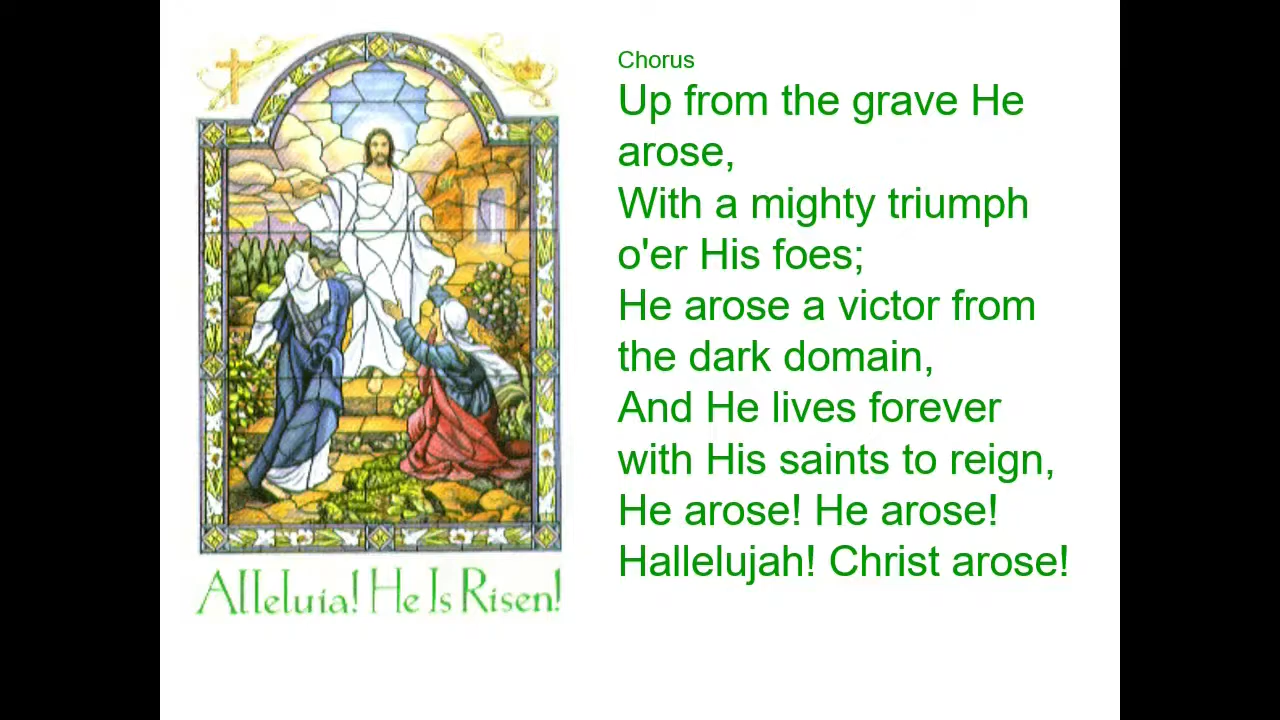 Chorus
Up from the grave He
arose,
With a mighty triumph
o'er His foes;
He arose a victor from
the dark domain,
And He lives forever
with His saints to reign,
He arose! He arose!
Hallelujah! Christ arose!
Alleluia! He Is Risen!